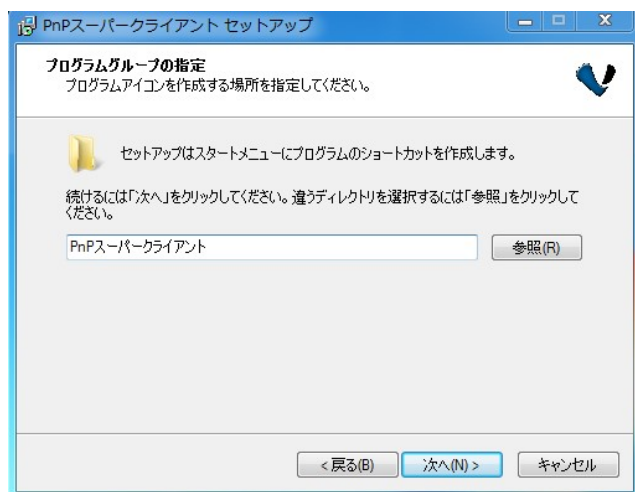 PnPスーパークライアント セットアップ
プログラムグループの指定
プログラムアイコンを作成する場所を指定してください。
セットアップはスタートメニューにプログラムのショートカットを作成します。
続けるには「次へ」をクリックしてください。違うディレクトリを選択するには「参照」をクリックして
ください。
PnPスーパークライアント
参照(R)
< 戻る(B)
次へ(N) >
キャンセル